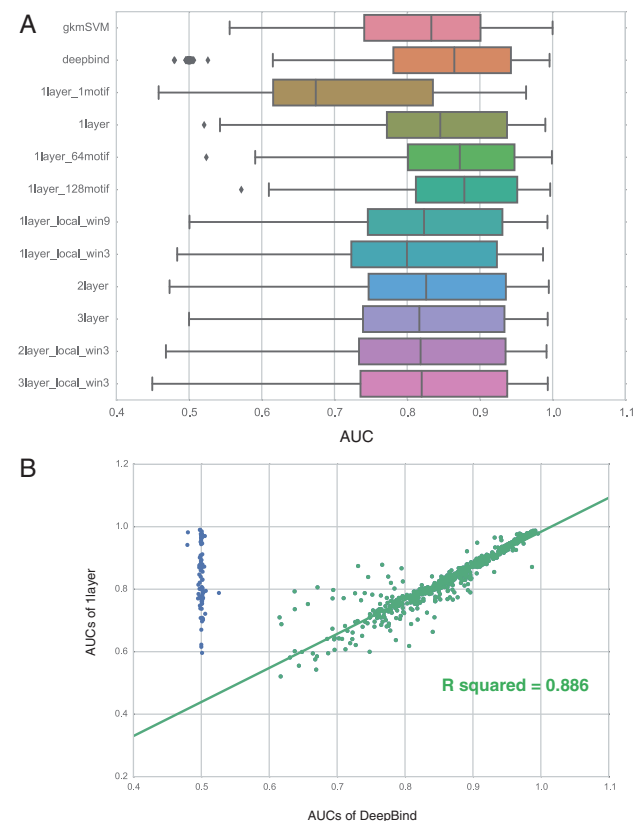 A
gkmSVM
deepbind
1layer_1motif
1layer
1layer_64motif
1layer_128motif
1layer_local_win9
1layer_local_win3
2layer
3layer
2layer_local_win3
3layer_local_win3
0.4 0.5 0.6 0.7 0.8 0.9 1.0 1.1
AUC
B
1.2
1.0
0.8
0.6
0.4
0.2
AUCs of 1layer
R squared = 0.886
0.4 0.5 0.6 0.7 0.8 0.9 1.0 1.1
AUCs of DeepBind